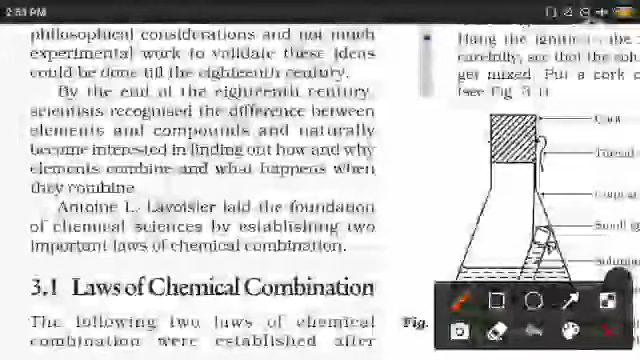 2:51 PM
philosophical considerations and not much
experimental work to validate these ideas
could be done till the eighteenth century.
By the end of the eighteenth century,
scientists recognised the difference between
elements and compounds and naturally
became interested in finding out how and why
elements combine and what happens when
they combine.
Antoine L. Lavoisier laid the foundation
of chemical sciences by establishing two
important laws of chemical combination.
3.1 Laws of Chemical Combination
The following two laws of chemical
combination were established after
Hang the ignition
carefully, see that the
get mixed. Put a cork
(see Fig. 3.1)
Cork
Thread
Small
Solution
Fig.